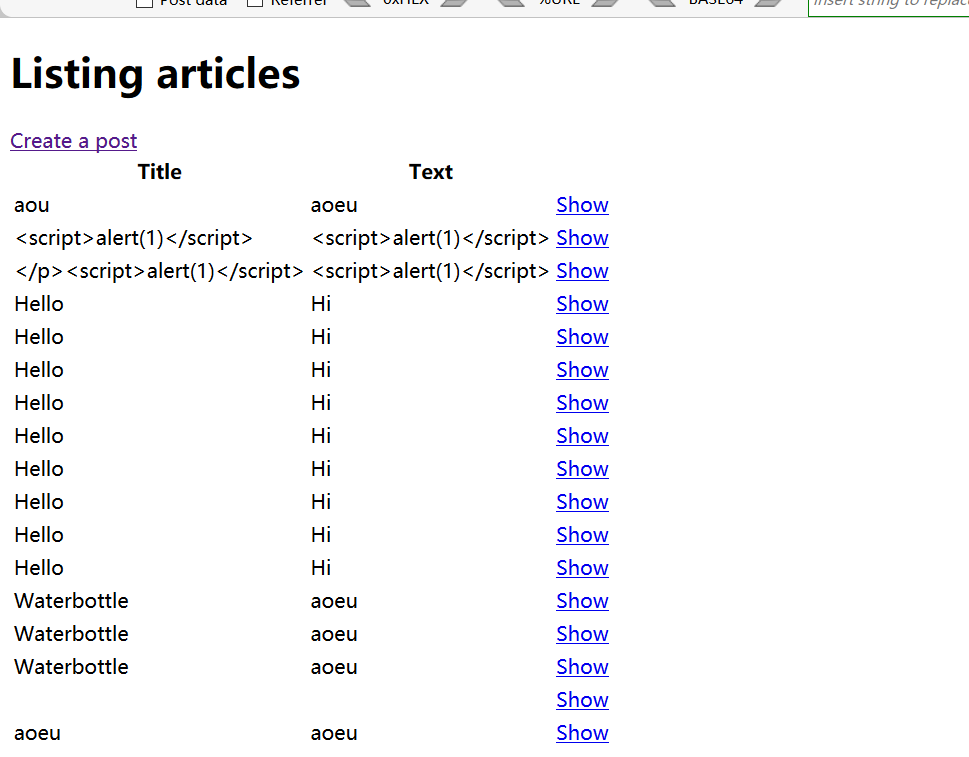 Post data Referrer 0xHEX %URL BASE64 Insert string to replac
Listing articles
Create a post
Title Text
aou aoeu Show
<script>alert(1)</script> <script>alert(1)</script> Show
</p><script>alert(1)</script> <script>alert(1)</script> Show
Hello Hi Show
Hello Hi Show
Hello Hi Show
Hello Hi Show
Hello Hi Show
Hello Hi Show
Hello Hi Show
Hello Hi Show
Hello Hi Show
Waterbottle aoeu Show
Waterbottle aoeu Show
Waterbottle aoeu Show
Show
aoeu aoeu Show